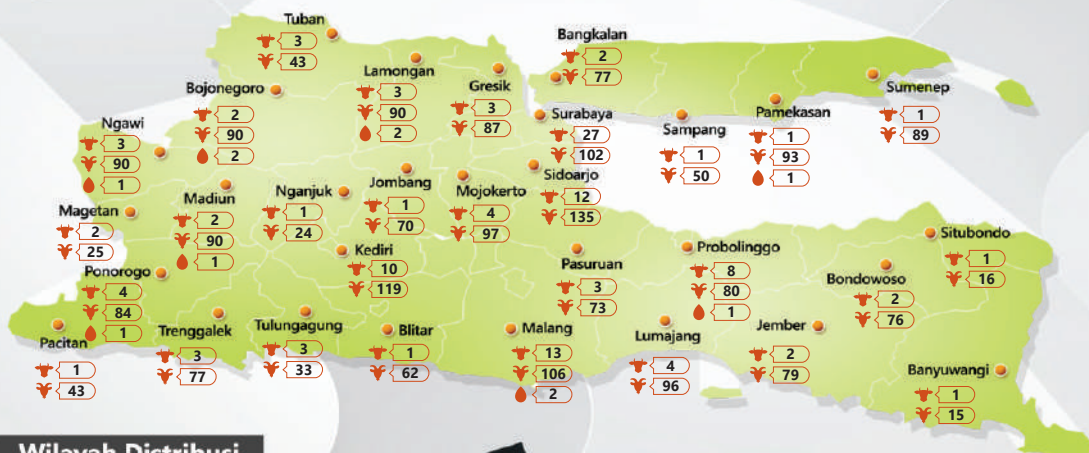 Tuban
3
43
Bojonegoro
2
90
2
Lamongan
3
90
2
Gresik
3
87
Bangkalan
2
77
Surabaya
27
102
Sampang
1
50
Pamekasan
1
93
1
Sumenep
1
89
Ngawi
3
90
1
Magetan
2
25
Madiun
2
90
1
Nganjuk
1
24
Jombang
1
70
Mojokerto
4
97
Sidoarjo
12
135
Ponorogo
4
84
1
Kediri
10
119
Pasuruan
3
73
Probolinggo
8
80
1
Situbondo
1
16
Bondowoso
2
76
Pacitan
1
43
Trenggalek
3
77
Tulungagung
3
33
Blitar
1
62
Malang
13
106
2
Lumajang
4
96
Jember
2
79
Banyuwangi
1
15
Wilayah Distribusi